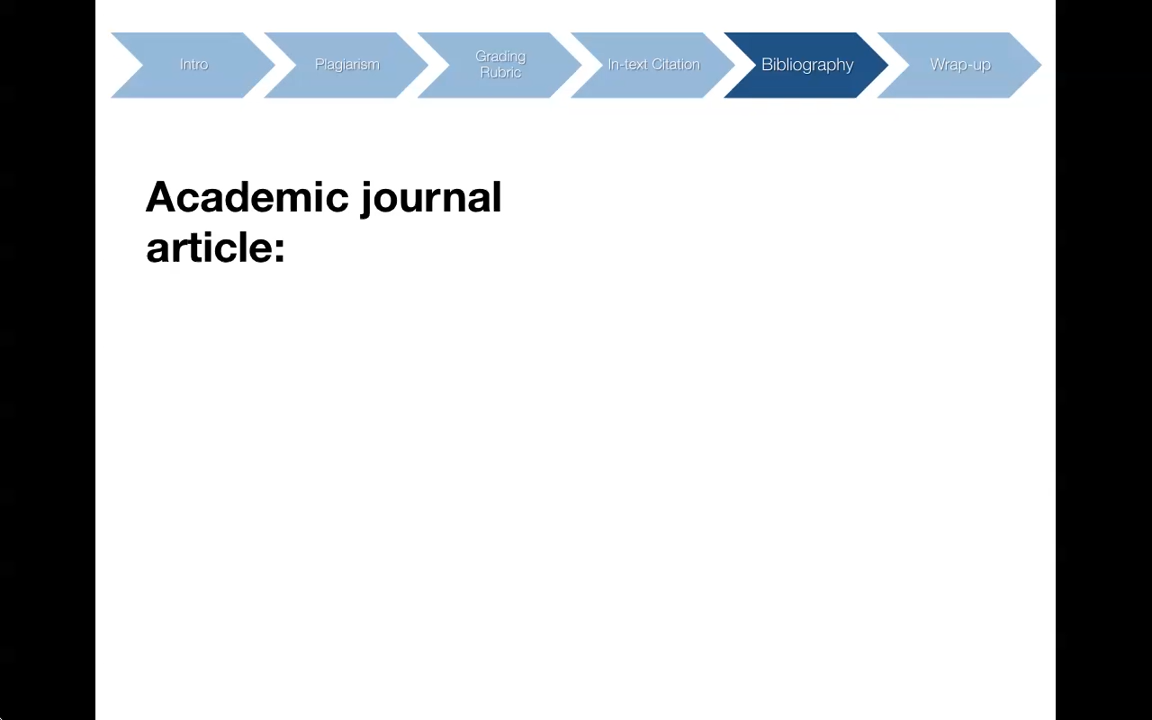 Intro
Plagiarism
Grading
Rubric
In-text Citation
Bibliography
Wrap-up
Academic journal
article: